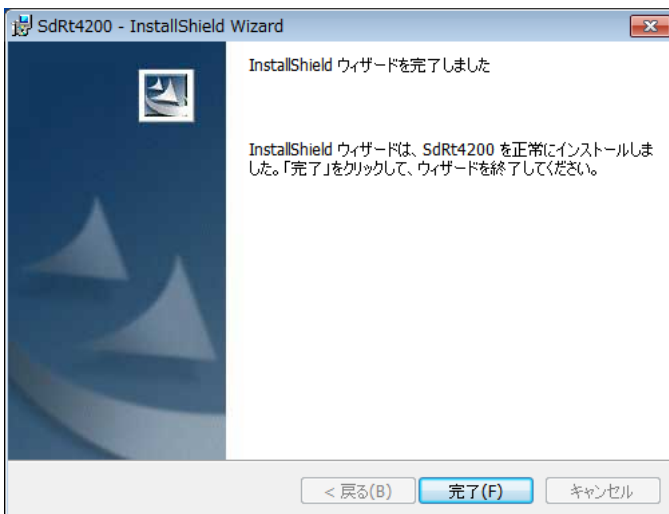 SdRt4200 - InstallShield Wizard
InstallShield ウィザードを完了しました
InstallShield ウィザードは、SdRt4200 を正常にインストールしま
した。「完了」をクリックして、ウィザードを終了してください。
< 戻る(B)
完了(F)
キャンセル